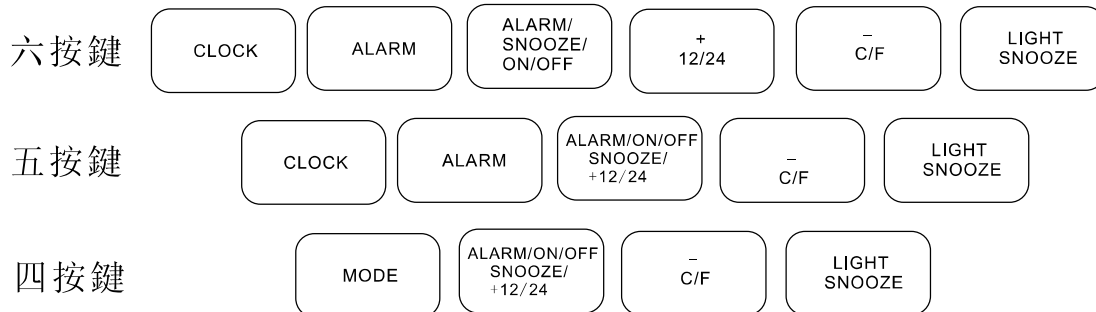 六按鍵
CLOCK
ALARM
ALARM/
SNOOZE/
ON/OFF
+
12/24
−
C/F
LIGHT
SNOOZE
五按鍵
CLOCK
ALARM
ALARM/ON/OFF
SNOOZE/
+12/24
−
C/F
LIGHT
SNOOZE
四按鍵
MODE
ALARM/ON/OFF
SNOOZE/
+12/24
−
C/F
LIGHT
SNOOZE